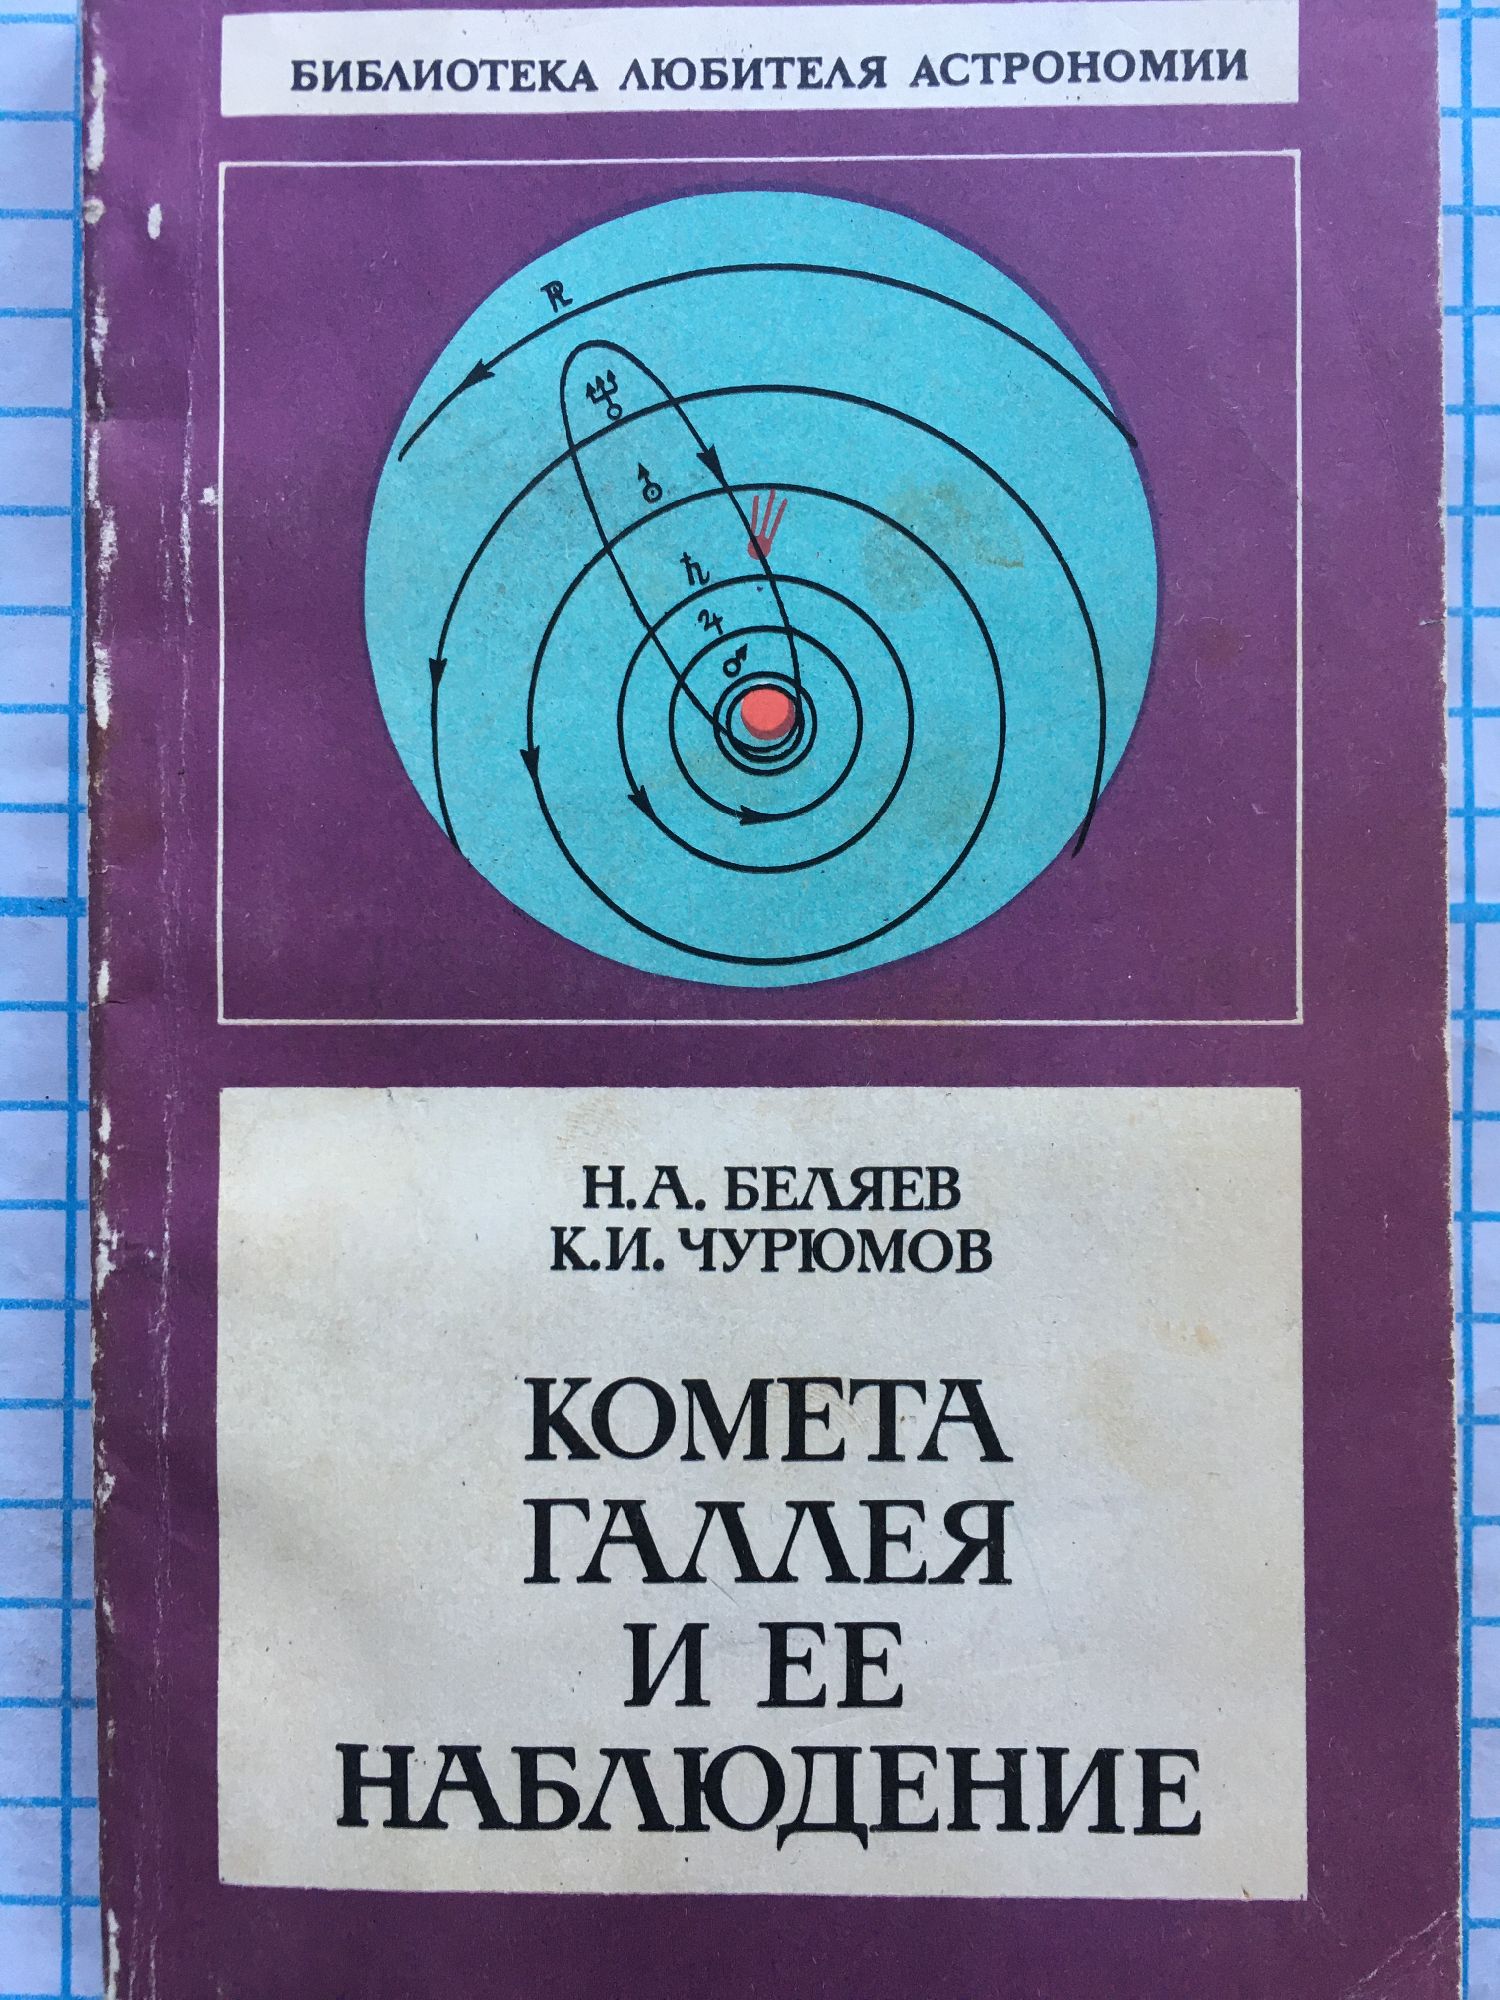 БИБЛИОТЕКА ЛЮБИТЕЛЯ АСТРОНОМИИ
Н.А. БЕЛЯЕВ
К.И. ЧУРЮМОВ
КОМЕТА
ГАЛЛЕЯ
И ЕЕ
НАБЛЮДЕНИЕ